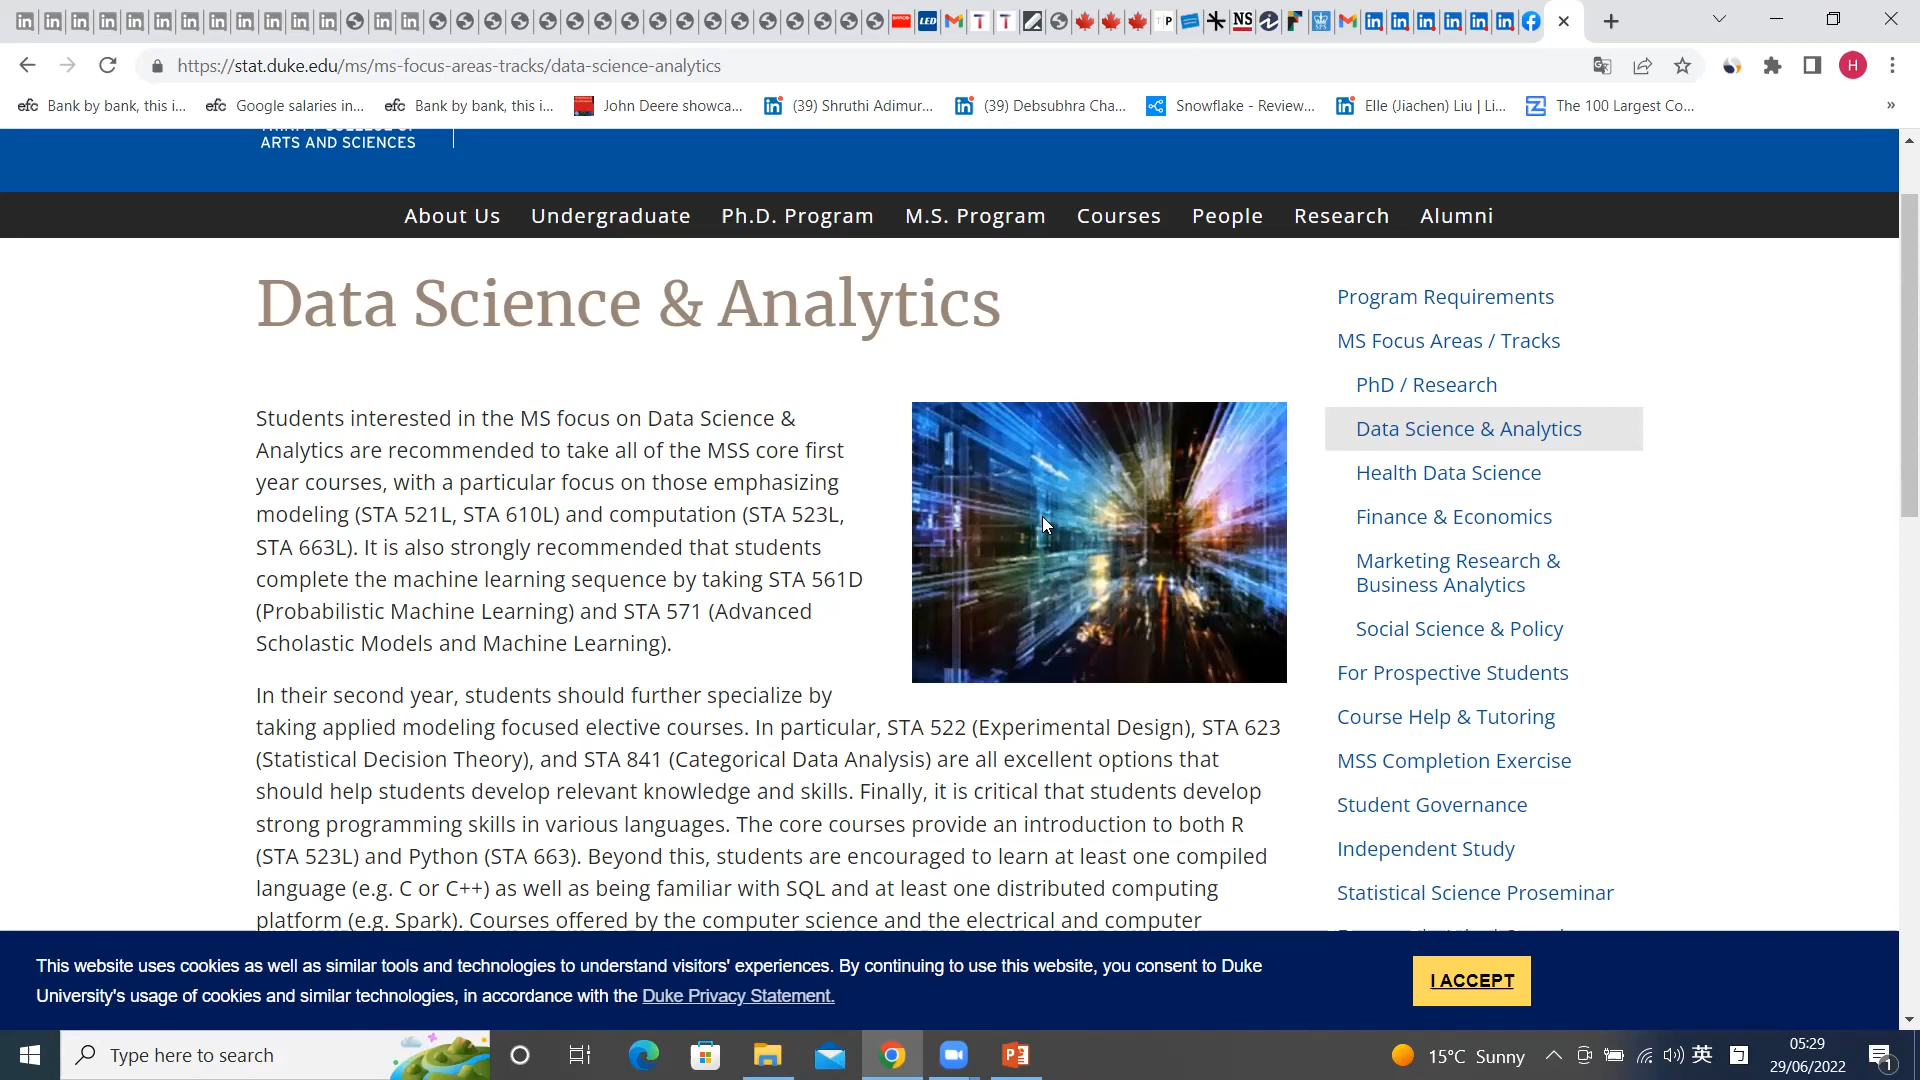 https://stat.duke.edu/ms/ms-focus-areas-tracks/data-science-analytics
H
efc Bank by bank, this i...
efc Google salaries in...
efc Bank by bank, this i...
John Deere showca...
(39) Shruthi Adimur...
(39) Debsubhra Cha...
Snowflake - Review...
Elle (Jiachen) Liu | Li...
The 100 Largest Co...
»
ARTS AND SCIENCES
About Us
Undergraduate
Ph.D. Program
M.S. Program
Courses
People
Research
Alumni
Data Science & Analytics
Students interested in the MS focus on Data Science &
Analytics are recommended to take all of the MSS core first
year courses, with a particular focus on those emphasizing
modeling (STA 521L, STA 610L) and computation (STA 523L,
STA 663L). It is also strongly recommended that students
complete the machine learning sequence by taking STA 561D
(Probabilistic Machine Learning) and STA 571 (Advanced
Scholastic Models and Machine Learning).
In their second year, students should further specialize by
taking applied modeling focused elective courses. In particular, STA 522 (Experimental Design), STA 623
(Statistical Decision Theory), and STA 841 (Categorical Data Analysis) are all excellent options that
should help students develop relevant knowledge and skills. Finally, it is critical that students develop
strong programming skills in various languages. The core courses provide an introduction to both R
(STA 523L) and Python (STA 663). Beyond this, students are encouraged to learn at least one compiled
language (e.g. C or C++) as well as being familiar with SQL and at least one distributed computing
platform (e.g. Spark). Courses offered by the computer science and the electrical and computer
Program Requirements
MS Focus Areas / Tracks
PhD / Research
Data Science & Analytics
Health Data Science
Finance & Economics
Marketing Research &
Business Analytics
Social Science & Policy
For Prospective Students
Course Help & Tutoring
MSS Completion Exercise
Student Governance
Independent Study
Statistical Science Proseminar
This website uses cookies as well as similar tools and technologies to understand visitors' experiences. By continuing to use this website, you consent to Duke
University's usage of cookies and similar technologies, in accordance with the Duke Privacy Statement.
I ACCEPT
Type here to search
15°C Sunny
英
05:29
29/06/2022
1